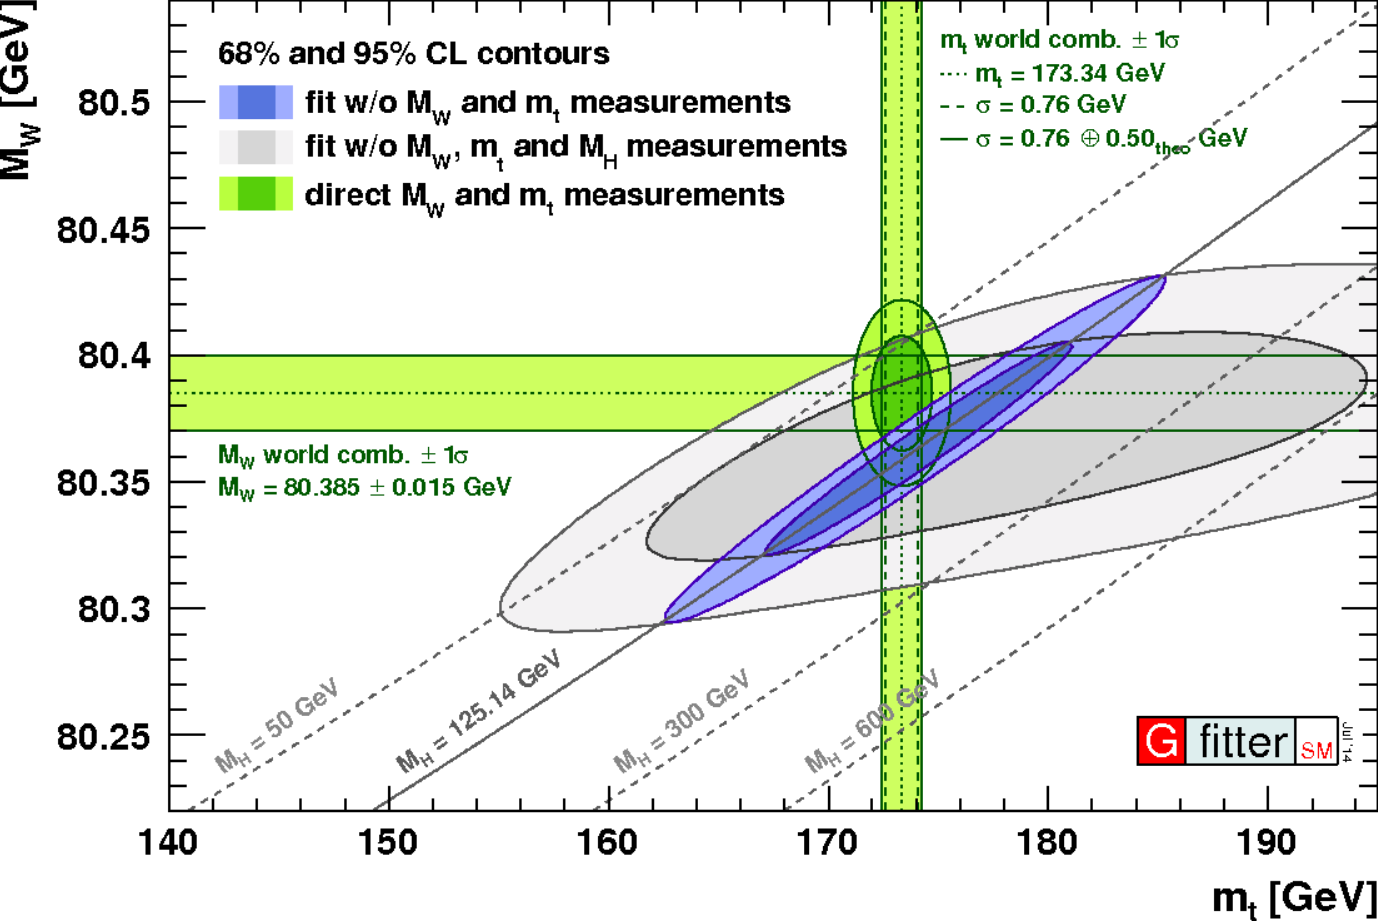 68% and 95% CL contours
fit w/o M_W and m_t measurements
fit w/o M_W, m_t and M_H measurements
direct M_W and m_t measurements
m_t world comb. ± 1σ
m_t = 173.34 GeV
σ = 0.76 GeV
σ = 0.76 ⊕ 0.50_theo GeV
M_W [GeV]
80.5
80.45
80.4
80.35
80.3
80.25
M_W world comb. ± 1σ
M_W = 80.385 ± 0.015 GeV
M_H = 50 GeV
M_H = 125.14 GeV
M_H = 300 GeV
M_H = 600 GeV
G fitter SM
Jul '14
140 150 160 170 180 190
m_t [GeV]